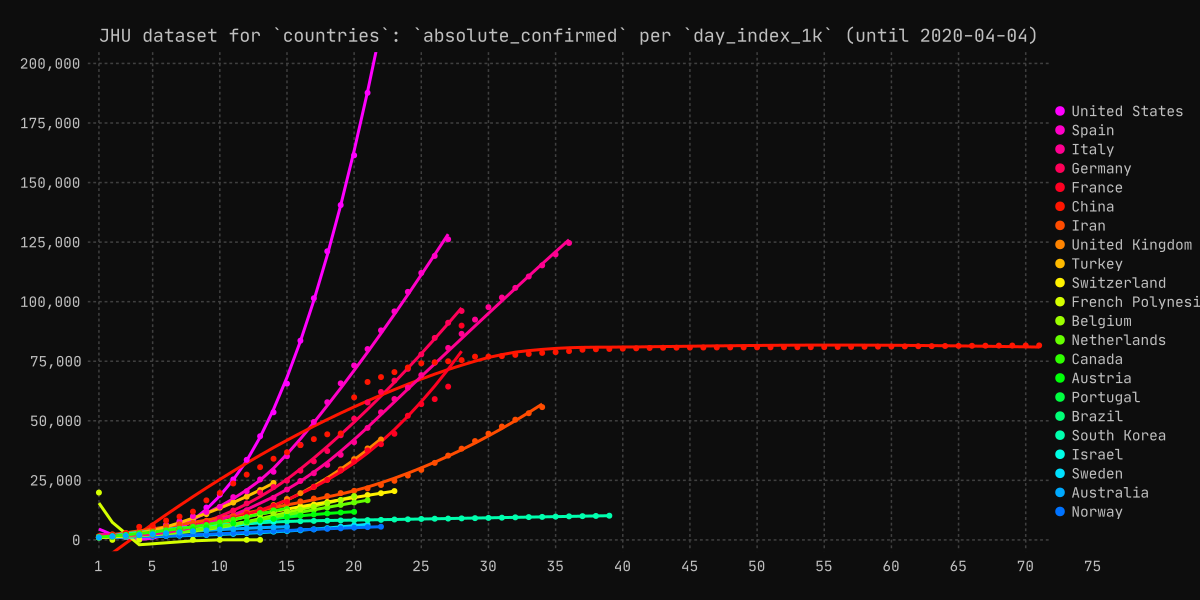 JHU dataset for `countries`: `absolute_confirmed` per `day_index_1k` (until 2020-04-04)
200,000
175,000
150,000
125,000
100,000
75,000
50,000
25,000
0
1 5 10 15 20 25 30 35 40 45 50 55 60 65 70 75
United States
Spain
Italy
Germany
France
China
Iran
United Kingdom
Turkey
Switzerland
French Polynesi
Belgium
Netherlands
Canada
Austria
Portugal
Brazil
South Korea
Israel
Sweden
Australia
Norway